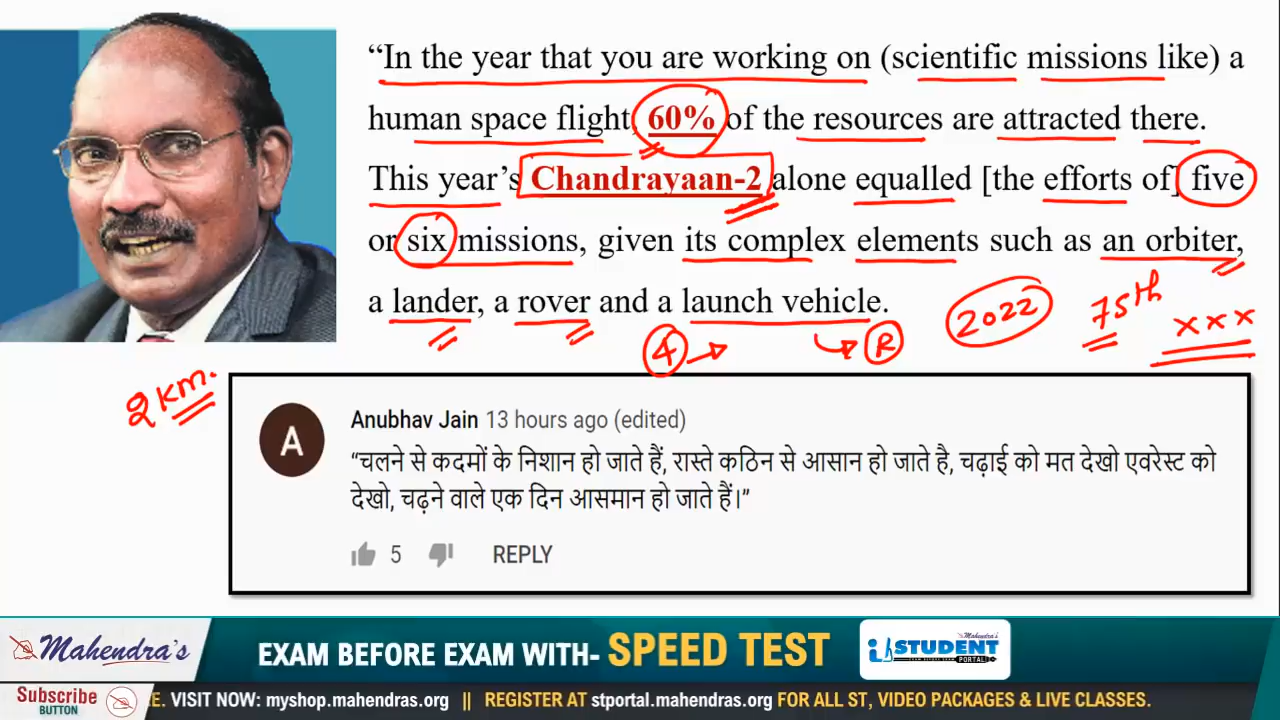 “In the year that you are working on (scientific missions like) a
human space flight, 60% of the resources are attracted there.
This year’s Chandrayaan-2 alone equalled [the efforts of] five
or six missions, given its complex elements such as an orbiter,
a lander, a rover and a launch vehicle.
2022
75th
xxx
4
R
2km.
A
Anubhav Jain 13 hours ago (edited)
“चलने से कदमों के निशान हो जाते हैं, रास्ते कठिन से आसान हो जाते है, चढ़ाई को मत देखो एवरेस्ट को
देखो, चढ़ने वाले एक दिन आसमान हो जाते हैं।”
5 REPLY
Mahendra's
EXAM BEFORE EXAM WITH- SPEED TEST
Mahendra's
STUDENT
PORTAL
Subscribe
BUTTON
E. VISIT NOW: myshop.mahendras.org || REGISTER AT stportal.mahendras.org FOR ALL ST, VIDEO PACKAGES & LIVE CLASSES.